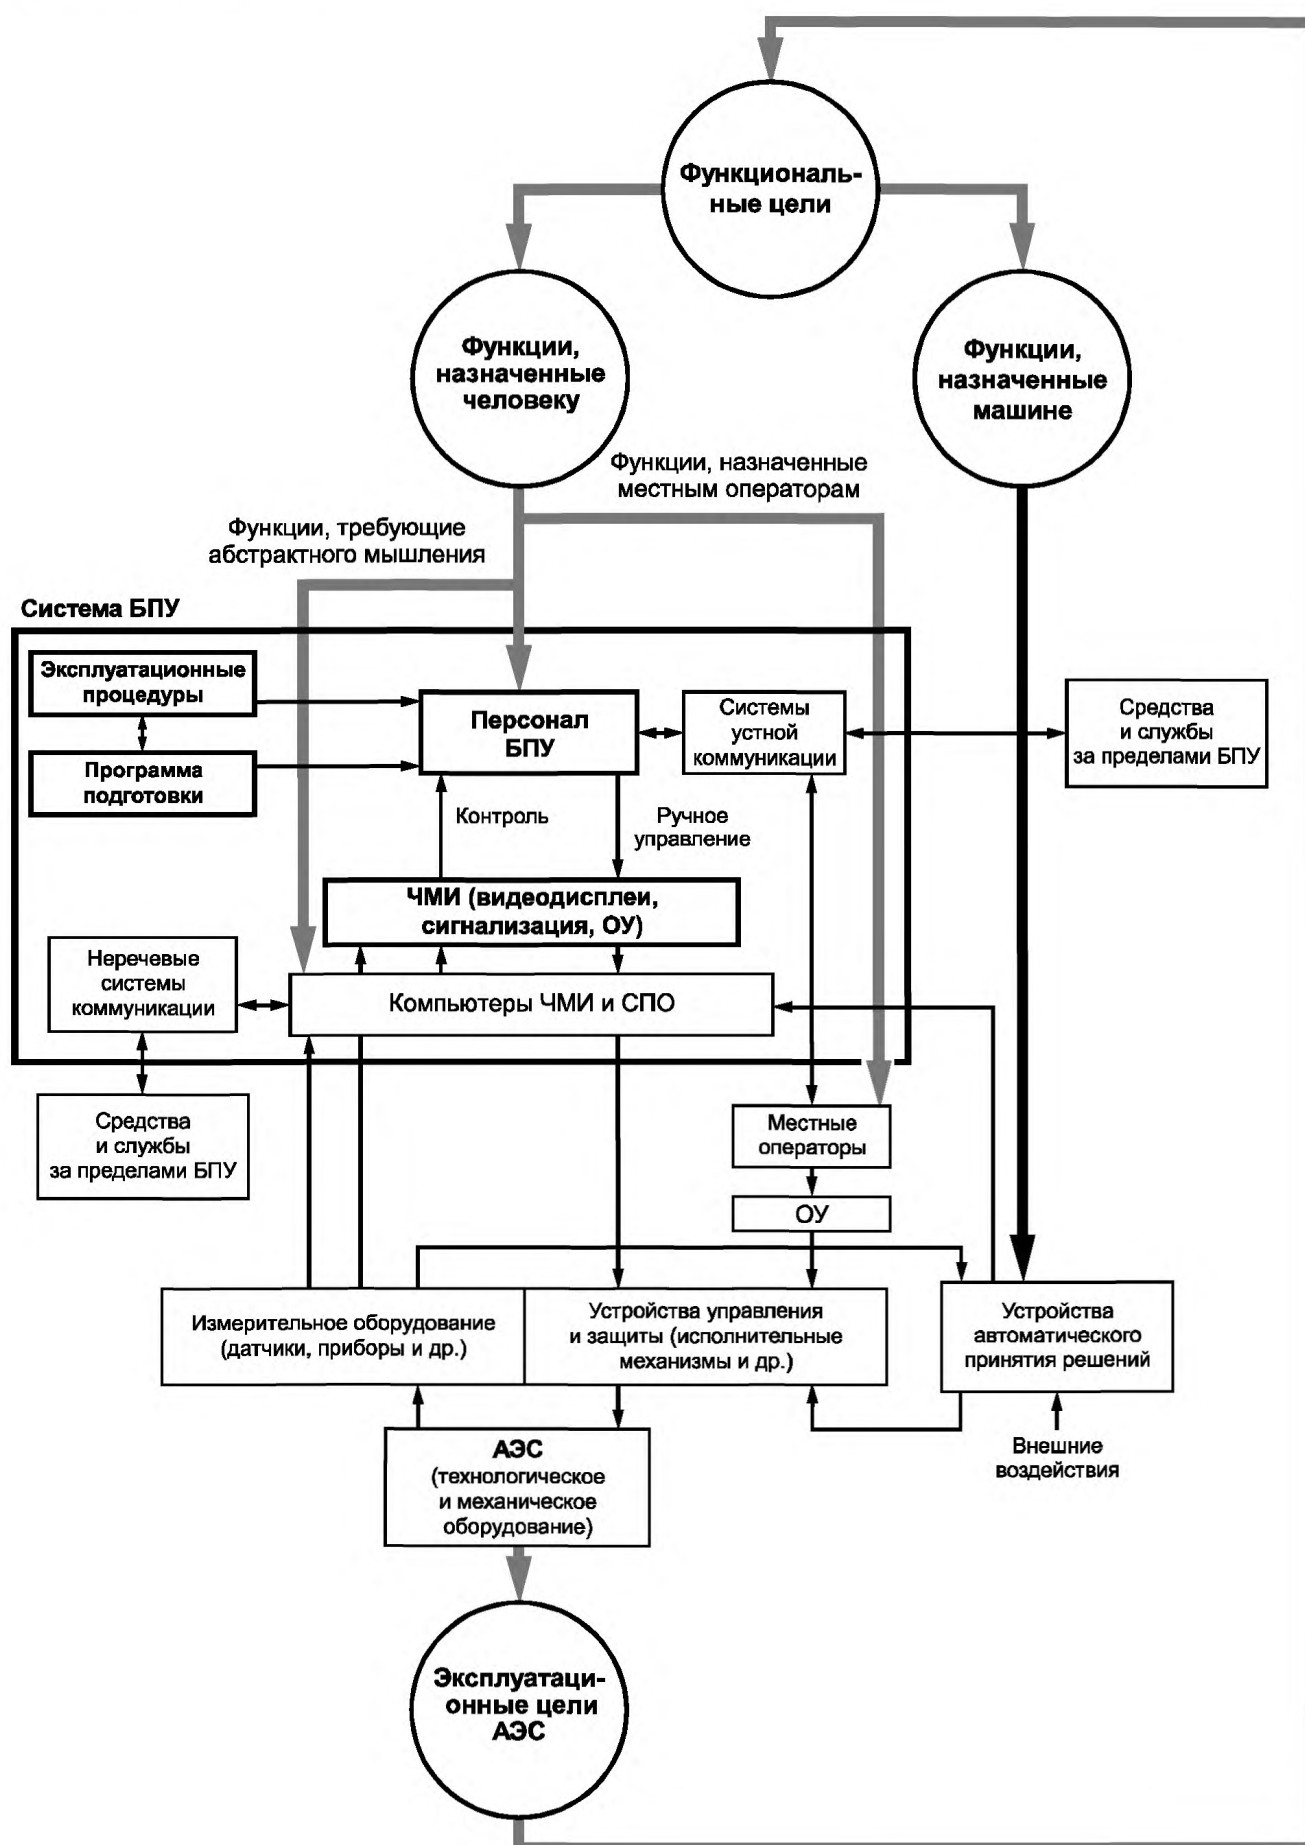 Функциональ-
ные цели
Функции,
назначенные
человеку
Функции,
назначенные
машине
Функции, назначенные
местным операторам
Функции, требующие
абстрактного мышления
Система БПУ
Эксплуатационные
процедуры
Программа
подготовки
Персонал
БПУ
Системы
устной
коммуникации
Средства
и службы
за пределами БПУ
Контроль
Ручное
управление
ЧМИ (видеодисплеи,
сигнализация, ОУ)
Неречевые
системы
коммуникации
Компьютеры ЧМИ и СПО
Средства
и службы
за пределами БПУ
Местные
операторы
ОУ
Измерительное оборудование
(датчики, приборы и др.)
Устройства управления
и защиты (исполнительные
механизмы и др.)
Устройства
автоматического
принятия решений
Внешние
воздействия
АЭС
(технологическое
и механическое
оборудование)
Эксплуатаци-
онные цели
АЭС